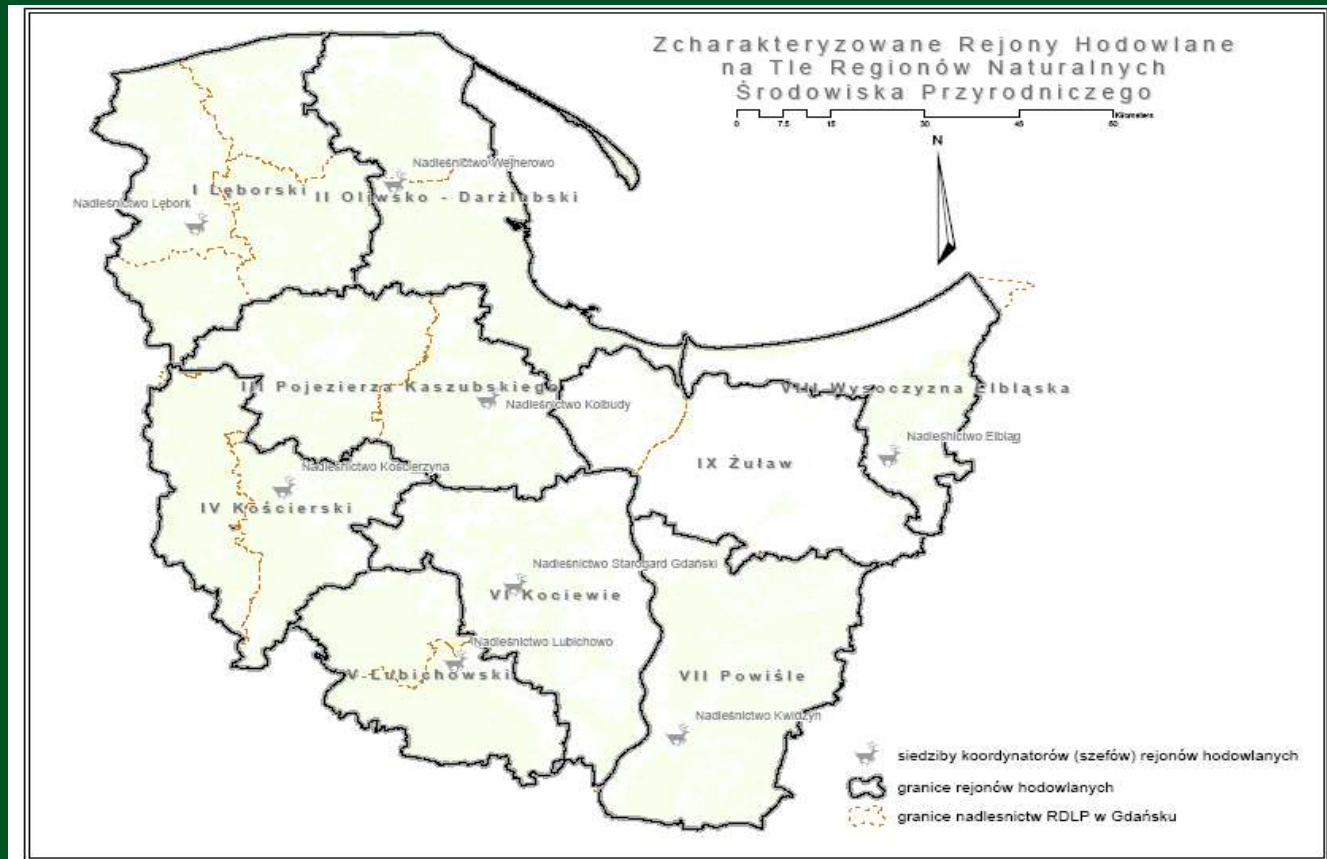 Zcharakteryzowane Rejony Hodowlane
na Tle Regionów Naturalnych
Środowiska Przyrodniczego
0 7.5 15 30 45 60 Kilometers
N
Nadleśnictwo Wejherowo
I Lęborski
II Oliwsko - Darżlubski
Nadleśnictwo Lębork
III Pojezierza Kaszubskiego
VIII Wysoczyzna Elbląska
Nadleśnictwo Kolbudy
Nadleśnictwo Elbląg
Nadleśnictwo Kościerzyna
IX Żuław
IV Kościerski
Nadleśnictwo Starogard Gdański
VI Kociewie
Nadleśnictwo Lubichowo
V Lubichowski
VII Powiśle
Nadleśnictwo Kwidzyn
siedziby koordynatorów (szefów) rejonów hodowlanych
granice rejonów hodowlanych
granice nadlesnictw RDLP w Gdańsku